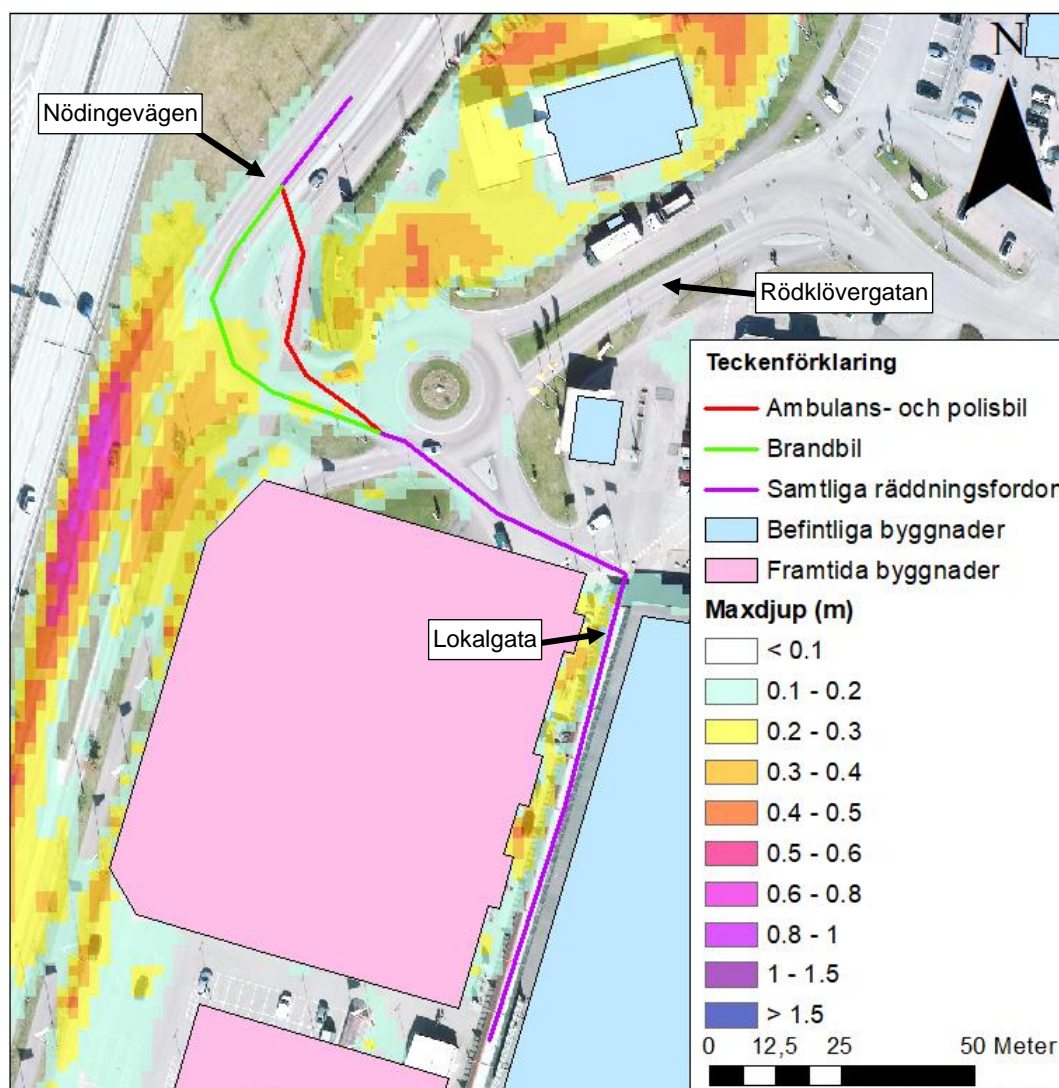 N
Nödingevägen
Rödklövergatan
Lokalgata
Teckenförklaring
Ambulans- och polisbil
Brandbil
Samtliga räddningsfordon
Befintliga byggnader
Framtida byggnader
Maxdjup (m)
< 0.1
0.1 - 0.2
0.2 - 0.3
0.3 - 0.4
0.4 - 0.5
0.5 - 0.6
0.6 - 0.8
0.8 - 1
1 - 1.5
> 1.5
0 12,5 25 50 Meter